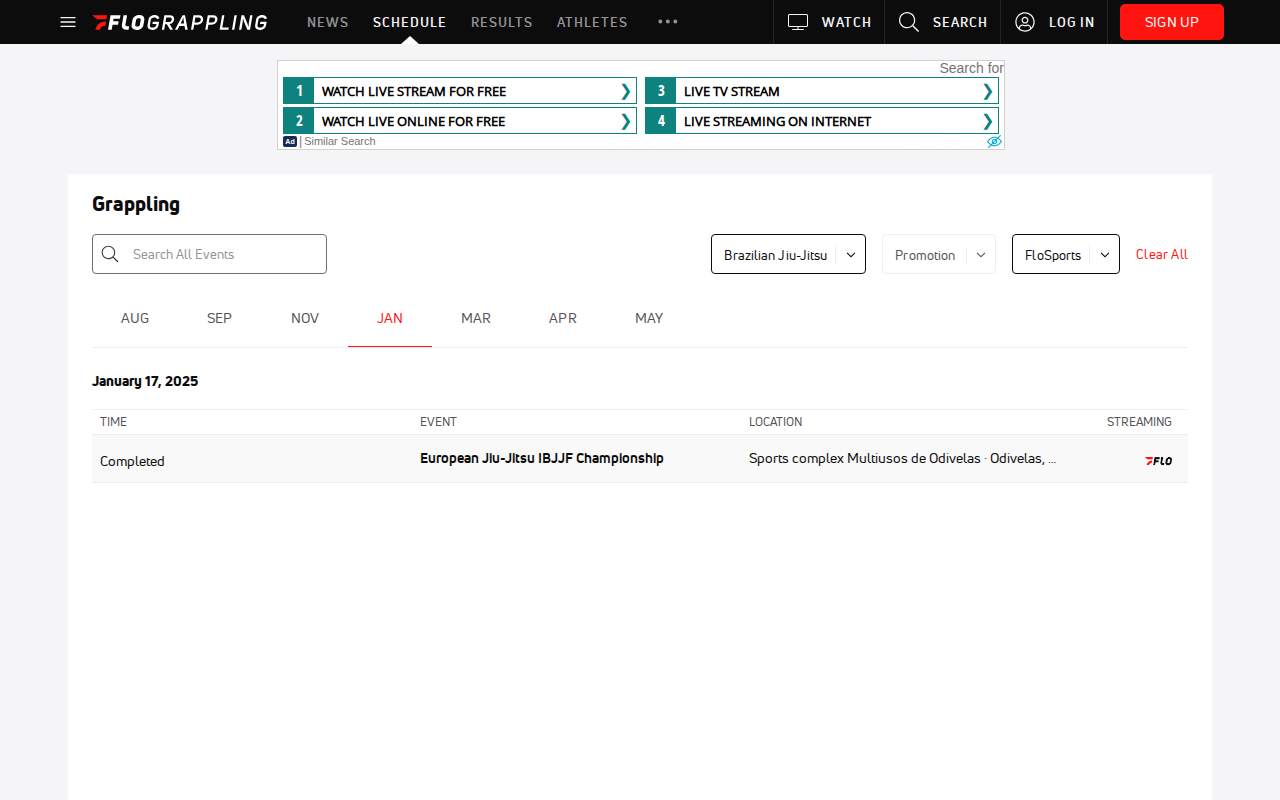 FLOGRAPPLING NEWS SCHEDULE RESULTS ATHLETES ••• WATCH SEARCH LOG IN SIGN UP
Search for
1 WATCH LIVE STREAM FOR FREE ❯ 3 LIVE TV STREAM ❯
2 WATCH LIVE ONLINE FOR FREE ❯ 4 LIVE STREAMING ON INTERNET ❯
Ad | Similar Search
Grappling
Search All Events Brazilian Jiu-Jitsu Promotion FloSports Clear All
AUG SEP NOV JAN MAR APR MAY
January 17, 2025
TIME EVENT LOCATION STREAMING
Completed European Jiu-Jitsu IBJJF Championship Sports complex Multiusos de Odivelas · Odivelas, ... FLO